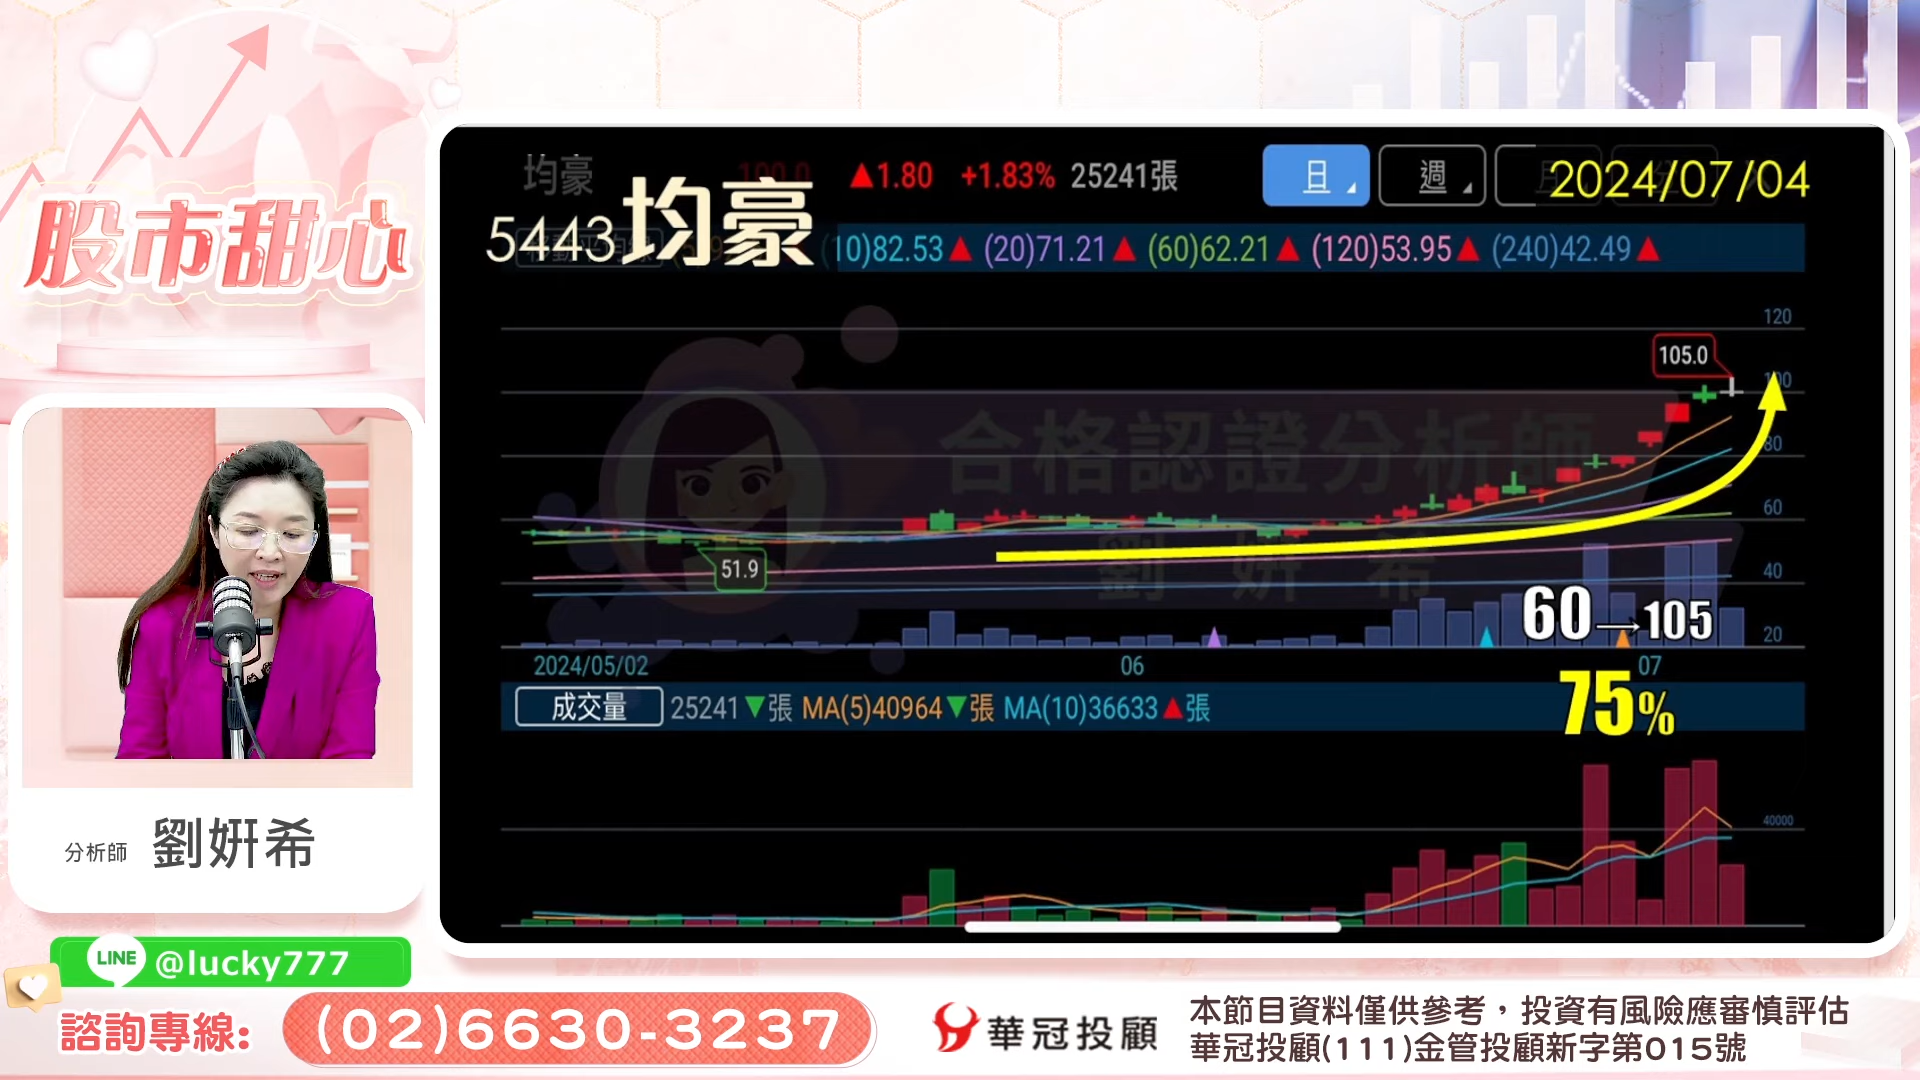 股市甜心
均豪 100.0 ▲1.80 +1.83% 25241張 日 週 月
2024/07/04
5443均豪
10)82.53▲ (20)71.21▲ (60)62.21▲ (120)53.95▲ (240)42.49▲
120
105.0
100
合格認證分析師
80
60
劉妍希
51.9
40
60→105
20
2024/05/02 06 07
75%
成交量 25241▼張 MA(5)40964▼張 MA(10)36633▲張
40000
分析師 劉妍希
LINE @lucky777
諮詢專線: (02)6630-3237
華冠投顧
本節目資料僅供參考，投資有風險應審慎評估
華冠投顧(111)金管投顧新字第015號